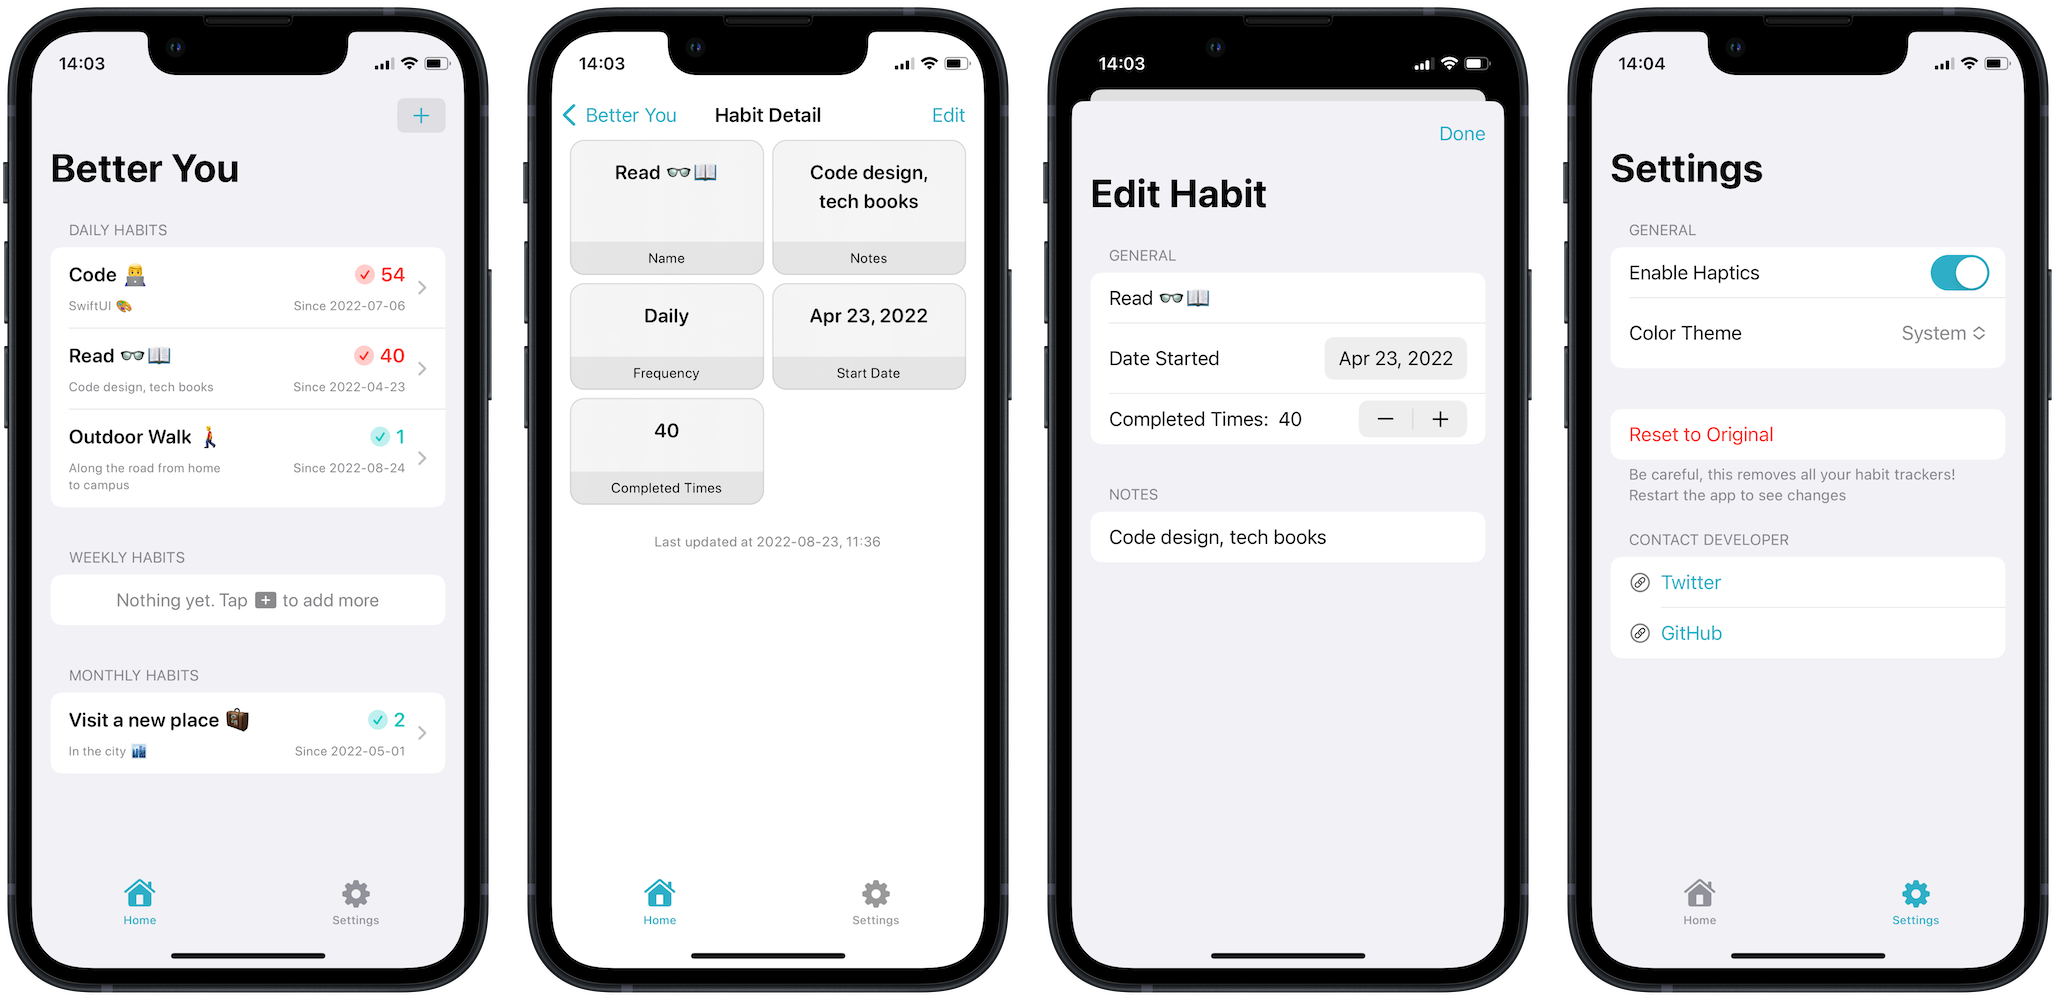 14:03
+
Better You
DAILY HABITS
Code 👨‍💻 54
SwiftUI 🎨 Since 2022-07-06
Read 👓📖 40
Code design, tech books Since 2022-04-23
Outdoor Walk 🚶 1
Along the road from home Since 2022-08-24
to campus
WEEKLY HABITS
Nothing yet. Tap + to add more
MONTHLY HABITS
Visit a new place 🧳 2
In the city 🏙️ Since 2022-05-01
Home Settings
14:03
Better You Habit Detail Edit
Read 👓📖
Name
Code design,
tech books
Notes
Daily
Frequency
Apr 23, 2022
Start Date
40
Completed Times
Last updated at 2022-08-23, 11:36
Home Settings
14:03
Done
Edit Habit
GENERAL
Read 👓📖
Date Started Apr 23, 2022
Completed Times: 40 − +
NOTES
Code design, tech books
14:04
Settings
GENERAL
Enable Haptics
Color Theme System
Reset to Original
Be careful, this removes all your habit trackers!
Restart the app to see changes
CONTACT DEVELOPER
Twitter
GitHub
Home Settings